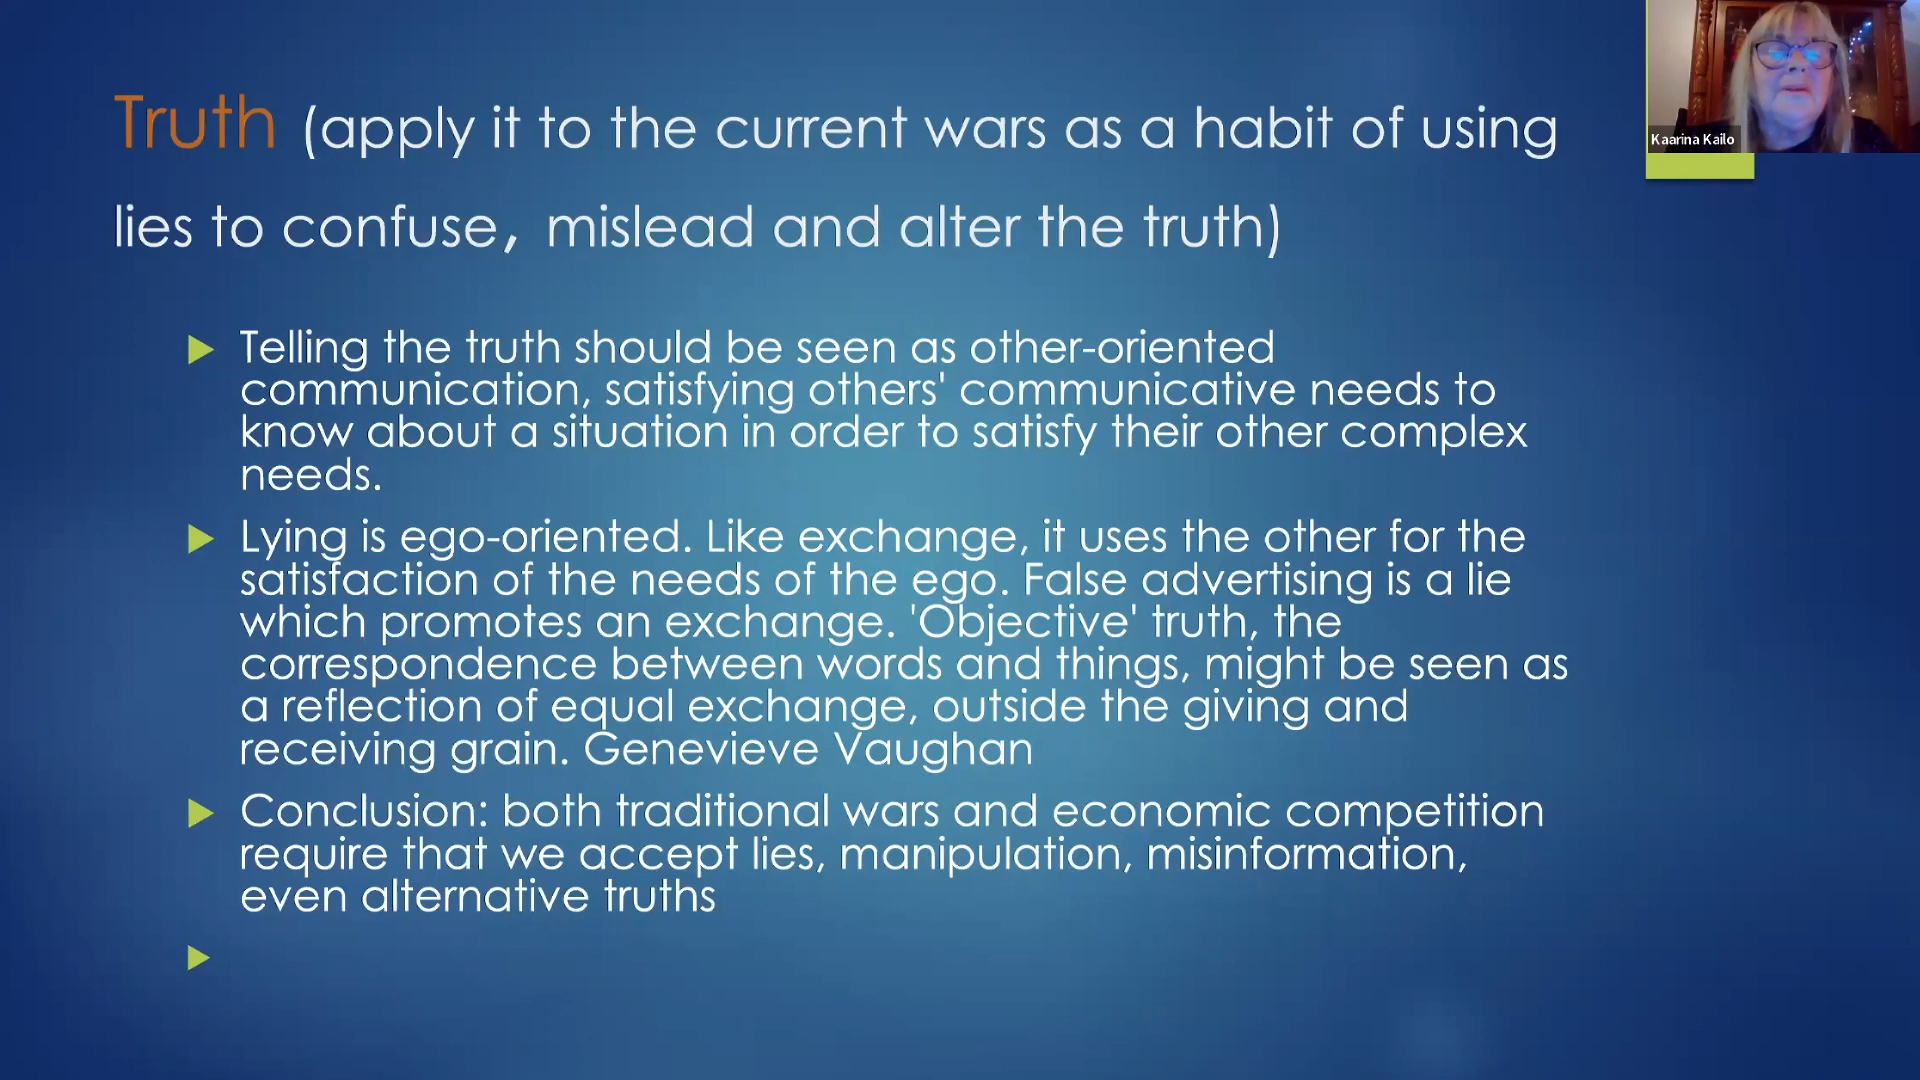 Truth (apply it to the current wars as a habit of using
lies to confuse, mislead and alter the truth)
Kaarina Kailo
Telling the truth should be seen as other-oriented
communication, satisfying others' communicative needs to
know about a situation in order to satisfy their other complex
needs.
Lying is ego-oriented. Like exchange, it uses the other for the
satisfaction of the needs of the ego. False advertising is a lie
which promotes an exchange. 'Objective' truth, the
correspondence between words and things, might be seen as
a reflection of equal exchange, outside the giving and
receiving grain. Genevieve Vaughan
Conclusion: both traditional wars and economic competition
require that we accept lies, manipulation, misinformation,
even alternative truths